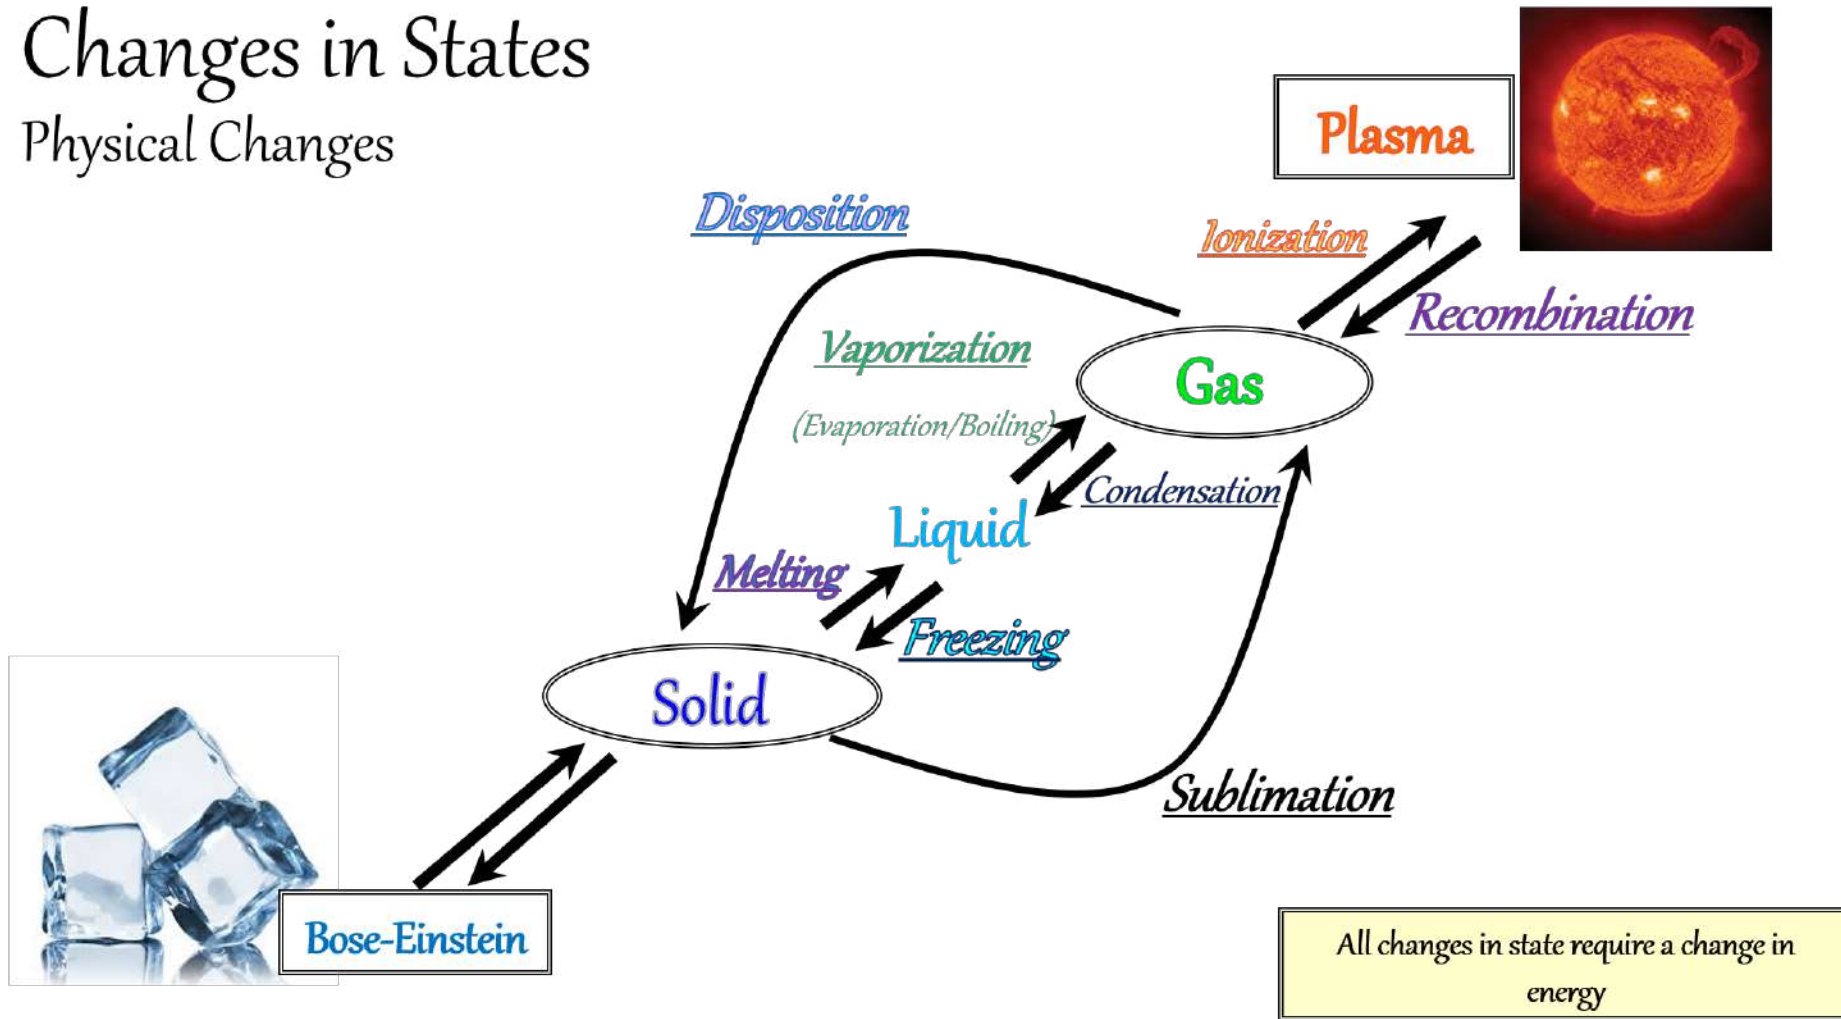 Changes in States
Physical Changes
Plasma
Disposition
Ionization
Recombination
Vaporization
Gas
(Evaporation/Boiling)
Condensation
Liquid
Melting
Freezing
Solid
Sublimation
Bose-Einstein
All changes in state require a change in
energy